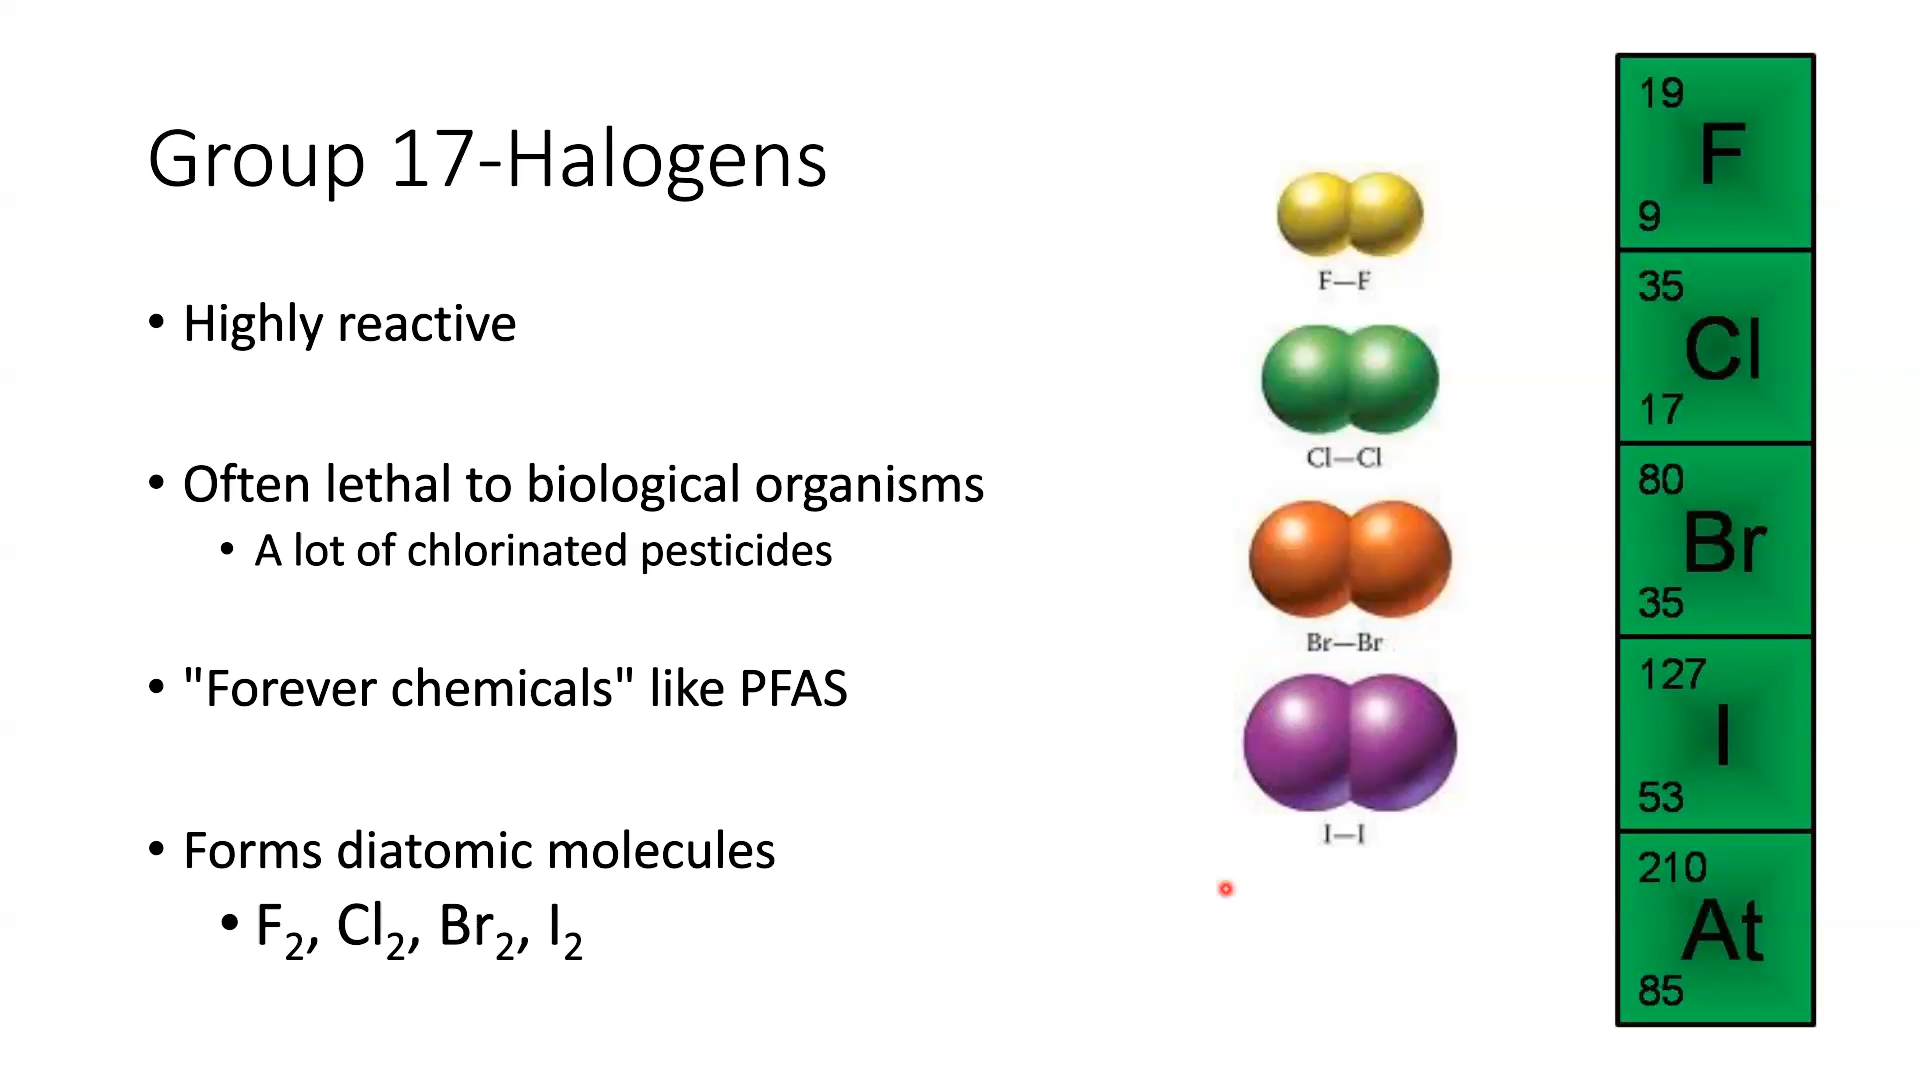 Group 17-Halogens
• Highly reactive
• Often lethal to biological organisms
• A lot of chlorinated pesticides
• "Forever chemicals" like PFAS
• Forms diatomic molecules
• F₂, Cl₂, Br₂, I₂
F—F
Cl—Cl
Br—Br
I—I
19
F
9
35
Cl
17
80
Br
35
127
I
53
210
At
85